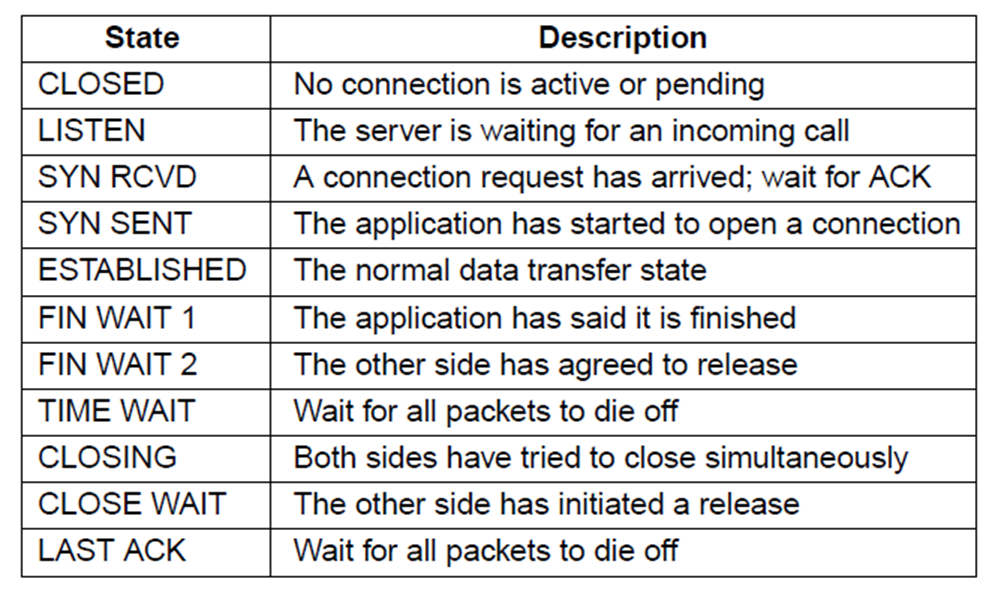 State Description
CLOSED No connection is active or pending
LISTEN The server is waiting for an incoming call
SYN RCVD A connection request has arrived; wait for ACK
SYN SENT The application has started to open a connection
ESTABLISHED The normal data transfer state
FIN WAIT 1 The application has said it is finished
FIN WAIT 2 The other side has agreed to release
TIME WAIT Wait for all packets to die off
CLOSING Both sides have tried to close simultaneously
CLOSE WAIT The other side has initiated a release
LAST ACK Wait for all packets to die off